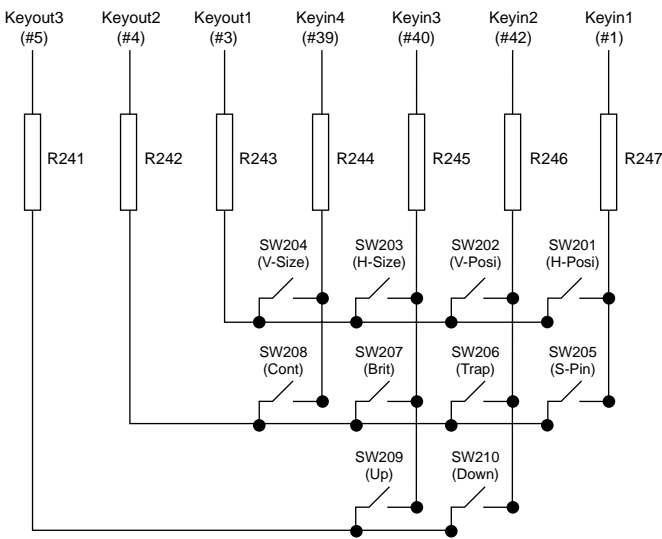 Keyout3 Keyout2 Keyout1 Keyin4 Keyin3 Keyin2 Keyin1
(#5) (#4) (#3) (#39) (#40) (#42) (#1)
R241 R242 R243 R244 R245 R246 R247
SW204 SW203 SW202 SW201
(V-Size) (H-Size) (V-Posi) (H-Posi)
SW208 SW207 SW206 SW205
(Cont) (Brit) (Trap) (S-Pin)
SW209 SW210
(Up) (Down)